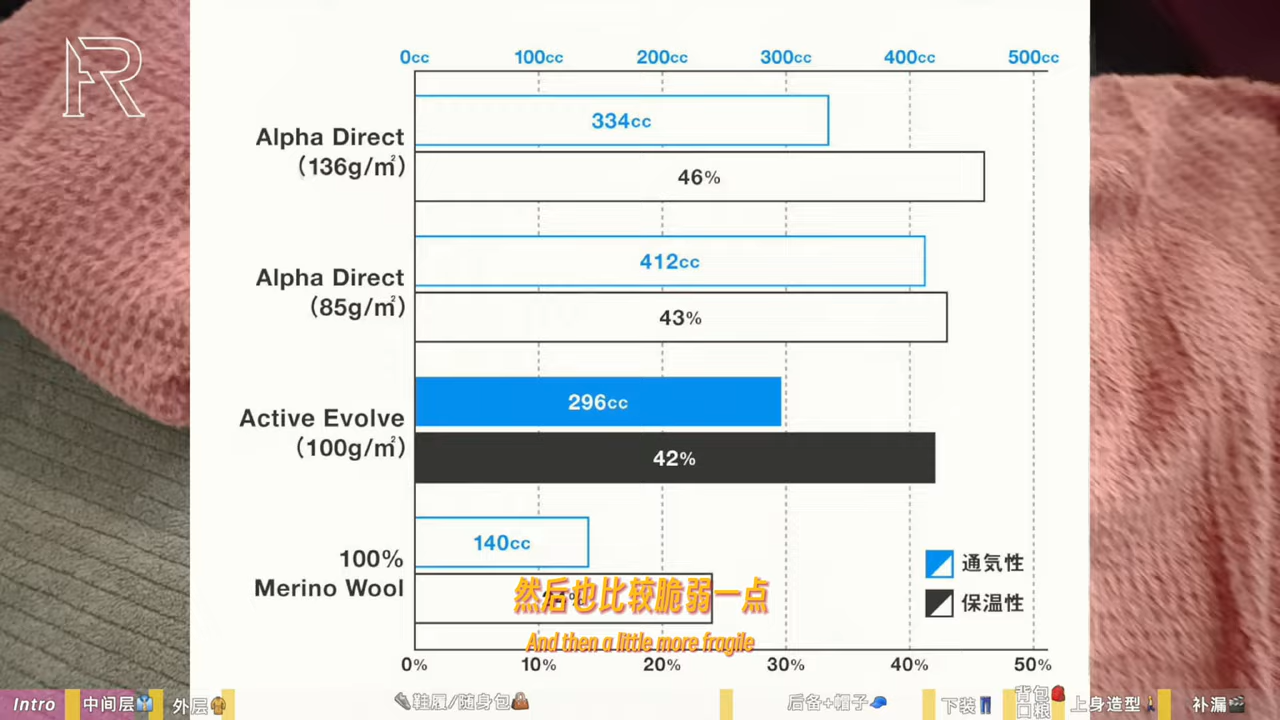 R
0cc 100cc 200cc 300cc 400cc 500cc
Alpha Direct
(136g/㎡)
334cc
46%
Alpha Direct
(85g/㎡)
412cc
43%
Active Evolve
(100g/㎡)
296cc
42%
100%
Merino Wool
140cc
通気性
保温性
然后也比较脆弱一点
And then a little more fragile
0% 10% 20% 30% 40% 50%
Intro 中间层 外层 鞋履/随身包 后备+帽子 下装 背包 上身造型 补漏
口粮